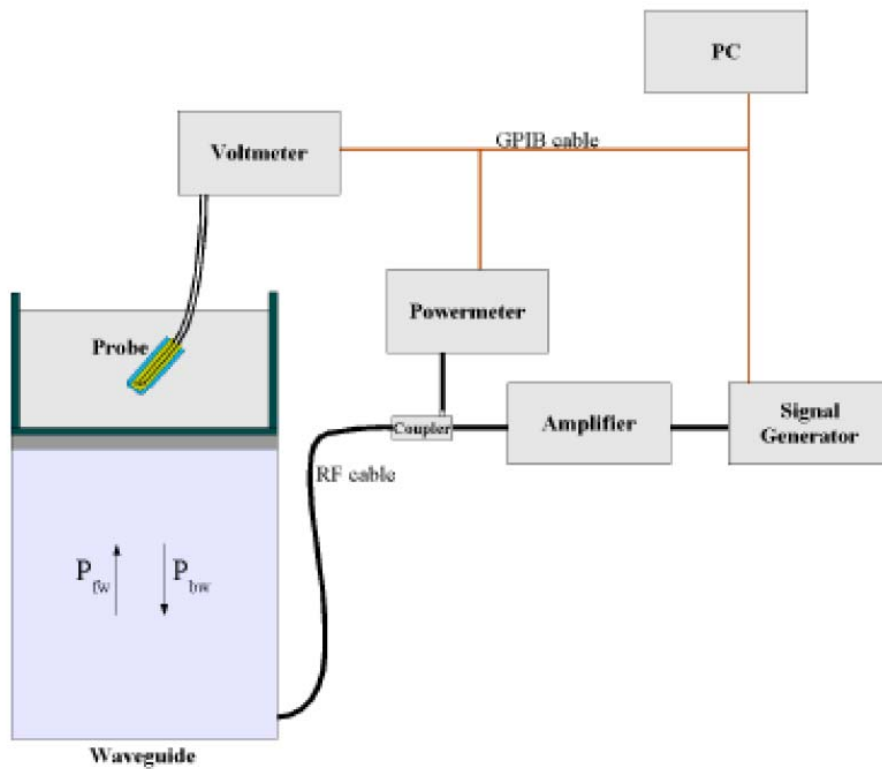 PC
GPIB cable
Voltmeter
Powermeter
Probe
Coupler
Amplifier
Signal
Generator
RF cable
P fw
P bw
Waveguide